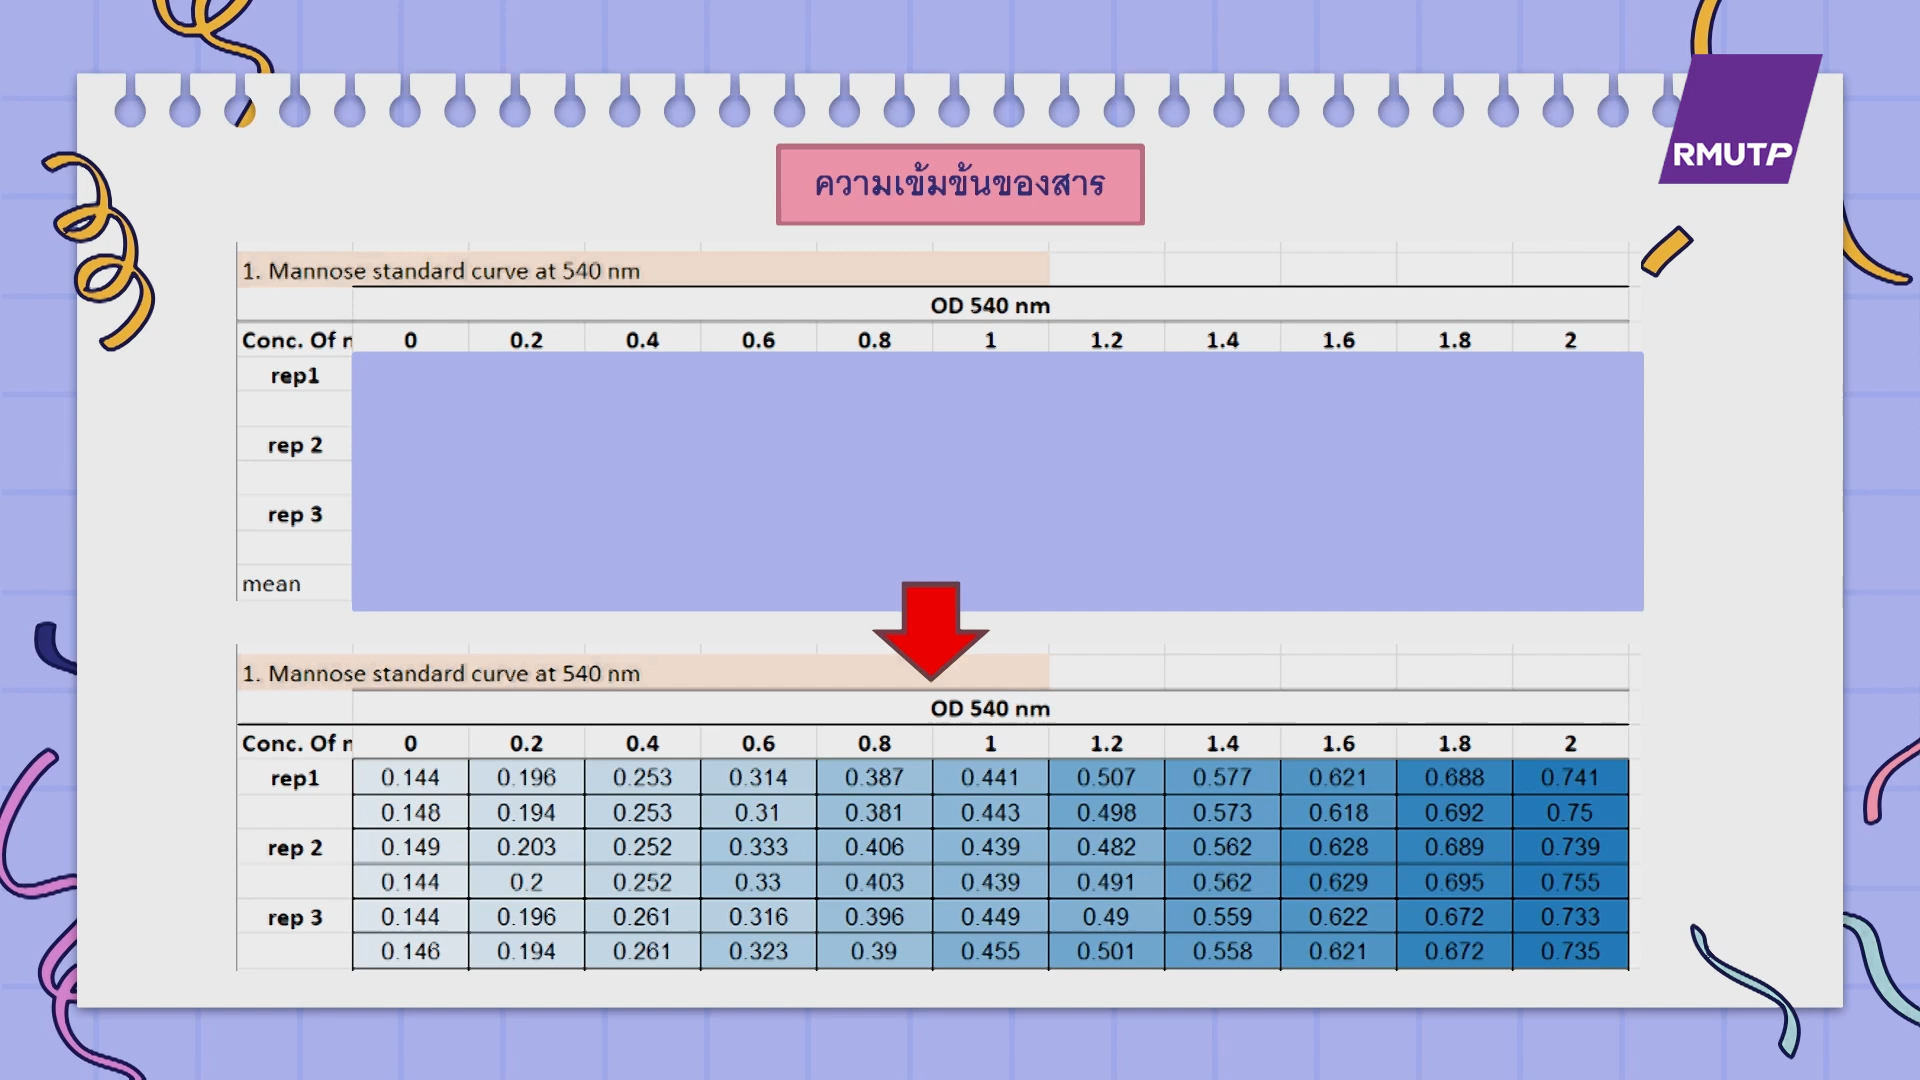 RMUTP
ความเข้มข้นของสาร
1. Mannose standard curve at 540 nm
OD 540 nm
Conc. Of 0 0.2 0.4 0.6 0.8 1 1.2 1.4 1.6 1.8 2
rep1
rep 2
rep 3
mean
1. Mannose standard curve at 540 nm
OD 540 nm
Conc. Of 0 0.2 0.4 0.6 0.8 1 1.2 1.4 1.6 1.8 2
rep1 0.144 0.196 0.253 0.314 0.387 0.441 0.507 0.577 0.621 0.688 0.741
0.148 0.194 0.253 0.31 0.381 0.443 0.498 0.573 0.618 0.692 0.75
rep 2 0.149 0.203 0.252 0.333 0.406 0.439 0.482 0.562 0.628 0.689 0.739
0.144 0.2 0.252 0.33 0.403 0.439 0.491 0.562 0.629 0.695 0.755
rep 3 0.144 0.196 0.261 0.316 0.396 0.449 0.49 0.559 0.622 0.672 0.733
0.146 0.194 0.261 0.323 0.39 0.455 0.501 0.558 0.621 0.672 0.735